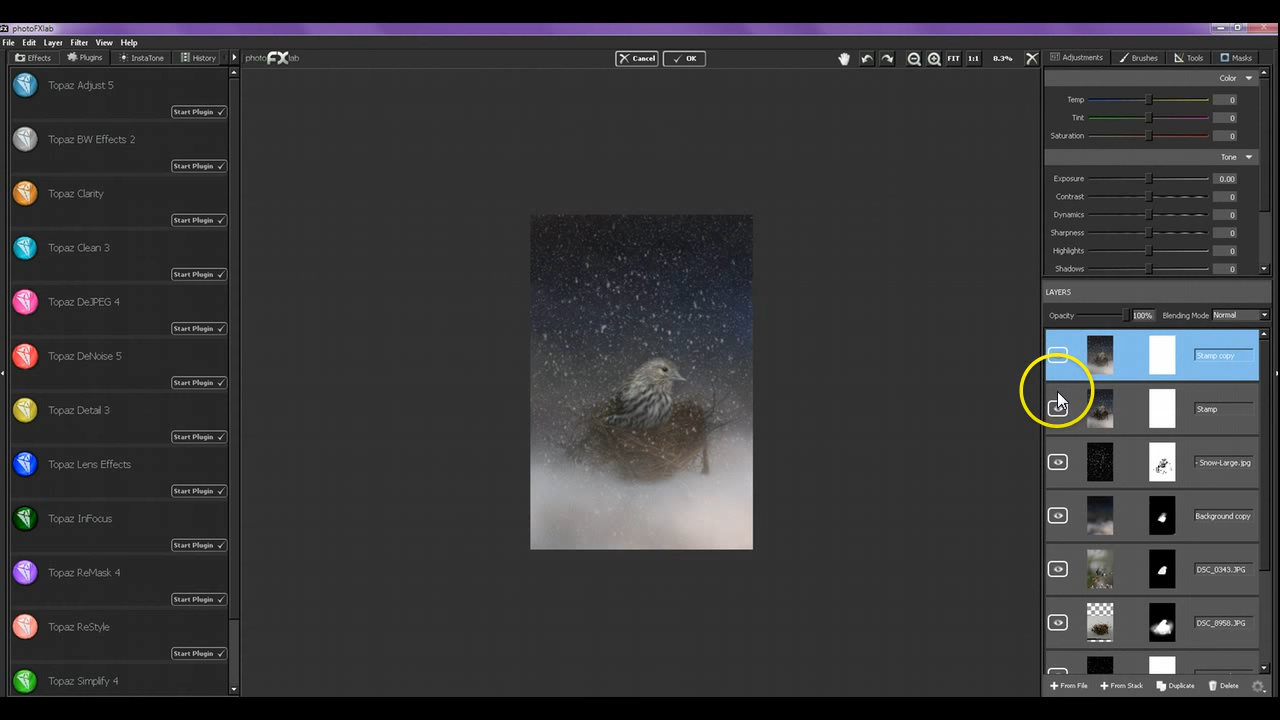 photoFXlab
File Edit Layer Filter View Help
Effects Plugins InstaTone History
photo FX lab
Cancel OK
FIT 1:1 8.3%
Adjustments Brushes Tools Masks
Topaz Adjust 5
Start Plugin
Topaz BW Effects 2
Start Plugin
Topaz Clarity
Start Plugin
Topaz Clean 3
Start Plugin
Topaz DeJPEG 4
Start Plugin
Topaz DeNoise 5
Start Plugin
Topaz Detail 3
Start Plugin
Topaz Lens Effects
Start Plugin
Topaz InFocus
Start Plugin
Topaz ReMask 4
Start Plugin
Topaz ReStyle
Start Plugin
Topaz Simplify 4
Color
Temp 0
Tint 0
Saturation 0
Tone
Exposure 0.00
Contrast 0
Dynamics 0
Sharpness 0
Highlights 0
Shadows 0
LAYERS
Opacity 100% Blending Mode Normal
Stamp copy
Stamp
- Snow-Large.jpg
Background copy
DSC_0343.JPG
DSC_8958.JPG
From File From Stack Duplicate Delete